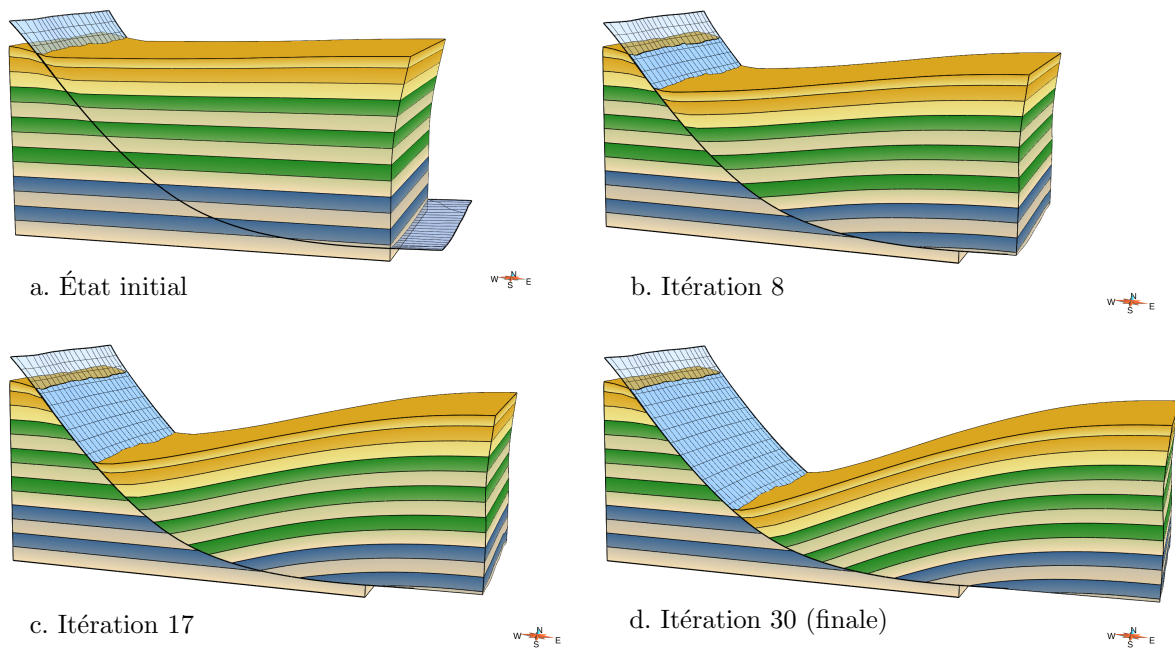 a. État initial
N
W E
S
b. Itération 8
N
W E
S
c. Itération 17
N
W E
S
d. Itération 30 (finale)
N
W E
S